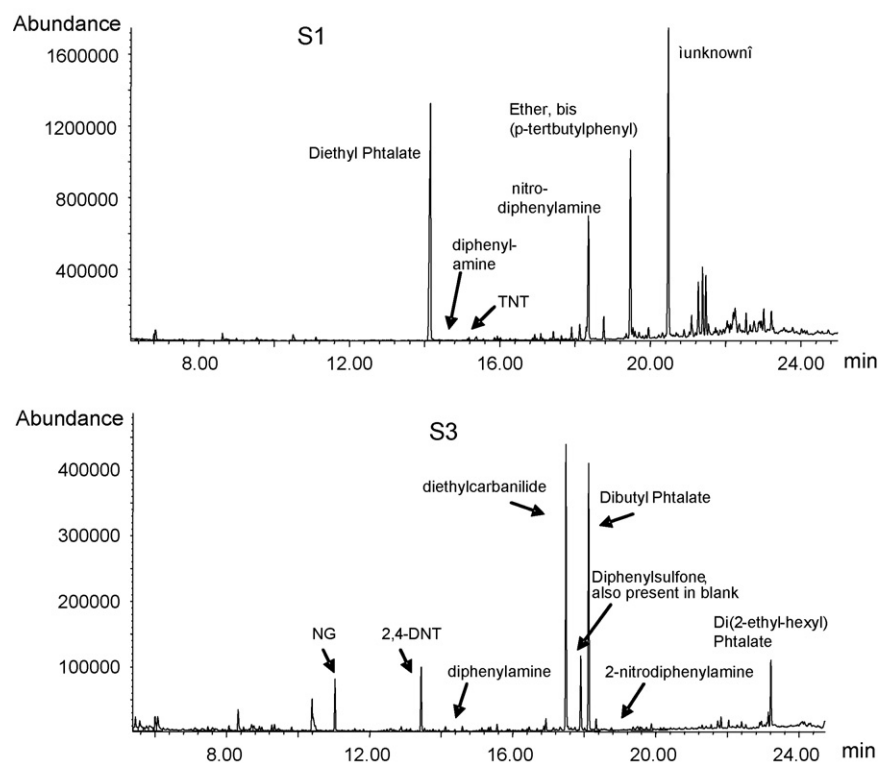 Abundance
S1
1600000
ìunknownî
Ether, bis
(p-tertbutylphenyl)
1200000
Diethyl Phtalate
nitro-
diphenylamine
800000
diphenyl-
amine
400000
TNT
8.00 12.00 16.00 20.00 24.00 min
Abundance
S3
400000
diethylcarbanilide
Dibutyl Phtalate
300000
Diphenylsulfone,
also present in blank
200000
NG
2,4-DNT
Di(2-ethyl-hexyl)
Phtalate
100000
diphenylamine
2-nitrodiphenylamine
8.00 12.00 16.00 20.00 24.00 min